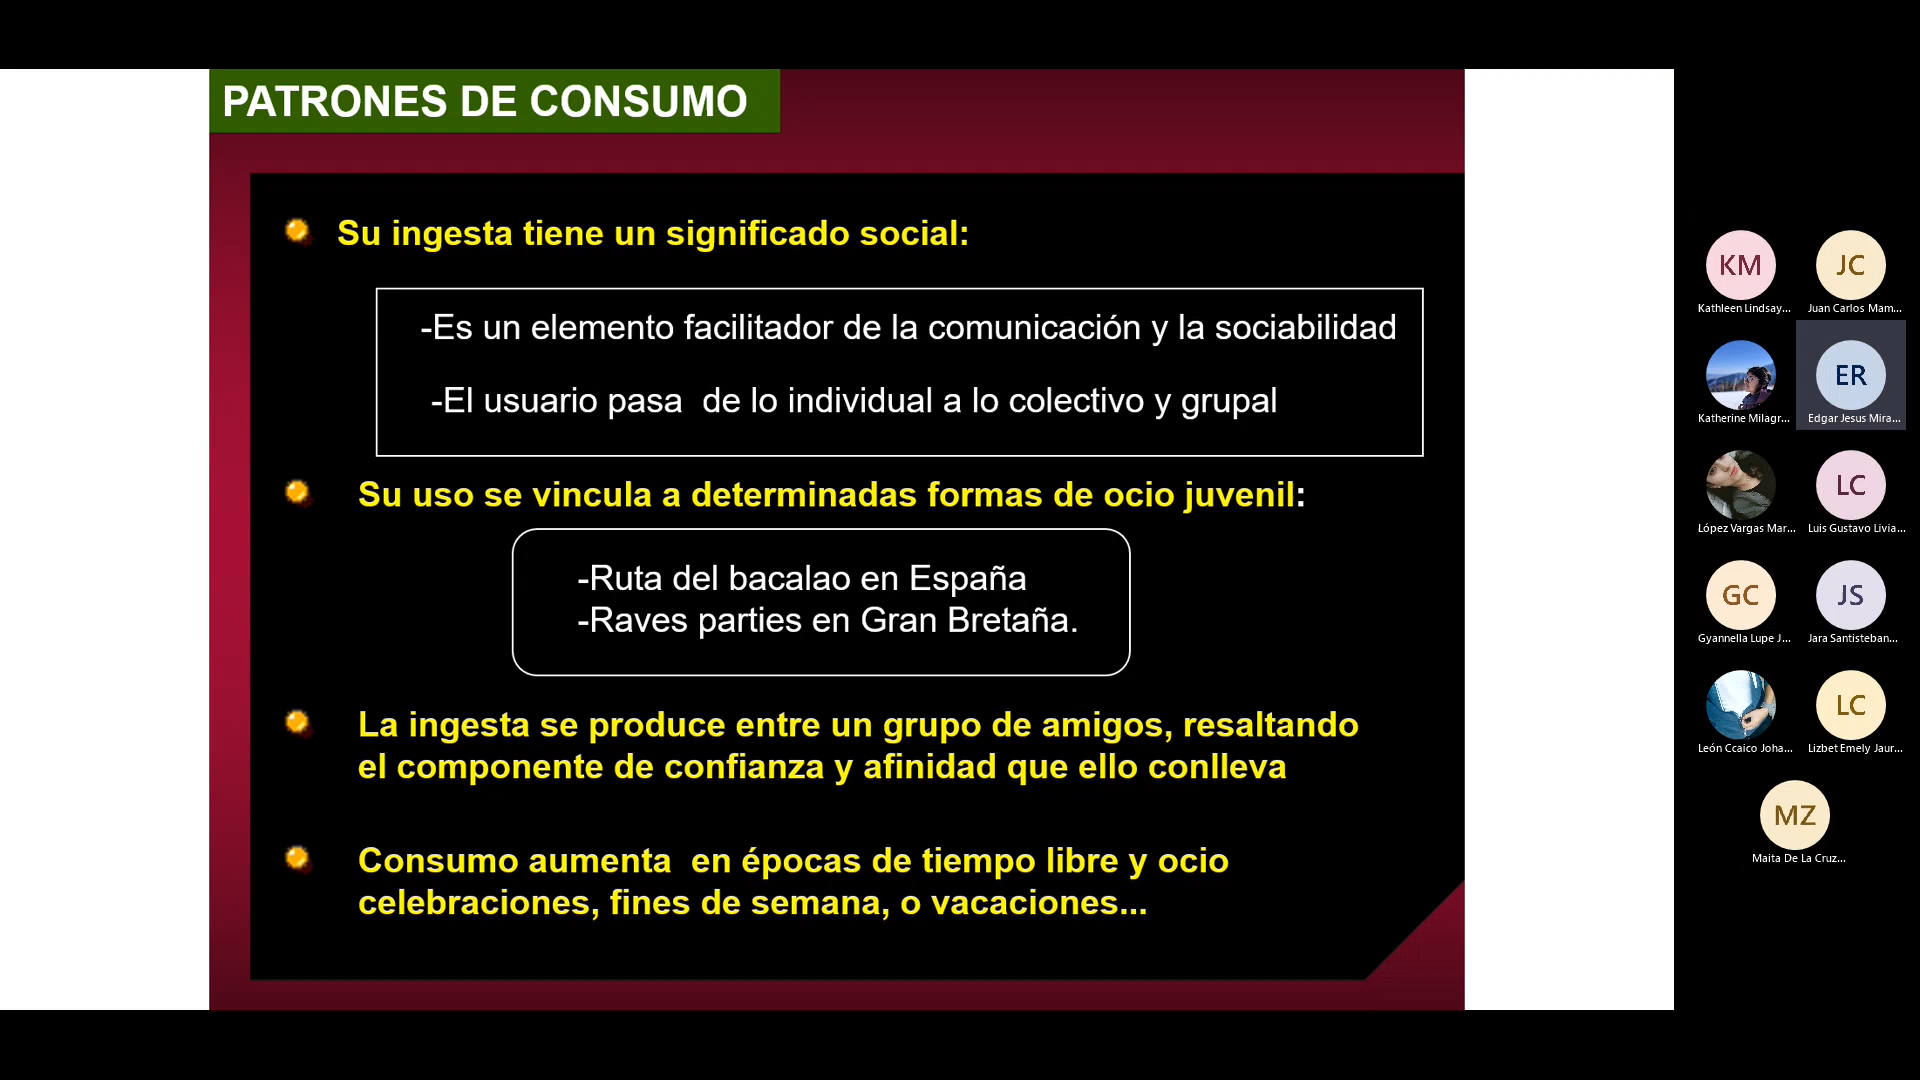 PATRONES DE CONSUMO
Su ingesta tiene un significado social:
-Es un elemento facilitador de la comunicación y la sociabilidad
-El usuario pasa de lo individual a lo colectivo y grupal
Su uso se vincula a determinadas formas de ocio juvenil:
-Ruta del bacalao en España
-Raves parties en Gran Bretaña.
La ingesta se produce entre un grupo de amigos, resaltando
el componente de confianza y afinidad que ello conlleva
Consumo aumenta en épocas de tiempo libre y ocio
celebraciones, fines de semana, o vacaciones...
KM
JC
Kathleen Lindsay...
Juan Carlos Mam...
ER
Katherine Milagr...
Edgar Jesus Mira...
LC
López Vargas Mar...
Luis Gustavo Livia...
GC
JS
Gyannella Lupe J...
Jara Santisteban...
LC
León Ccaico Joha...
Lizbet Emely Jaur...
MZ
Maita De La Cruz...